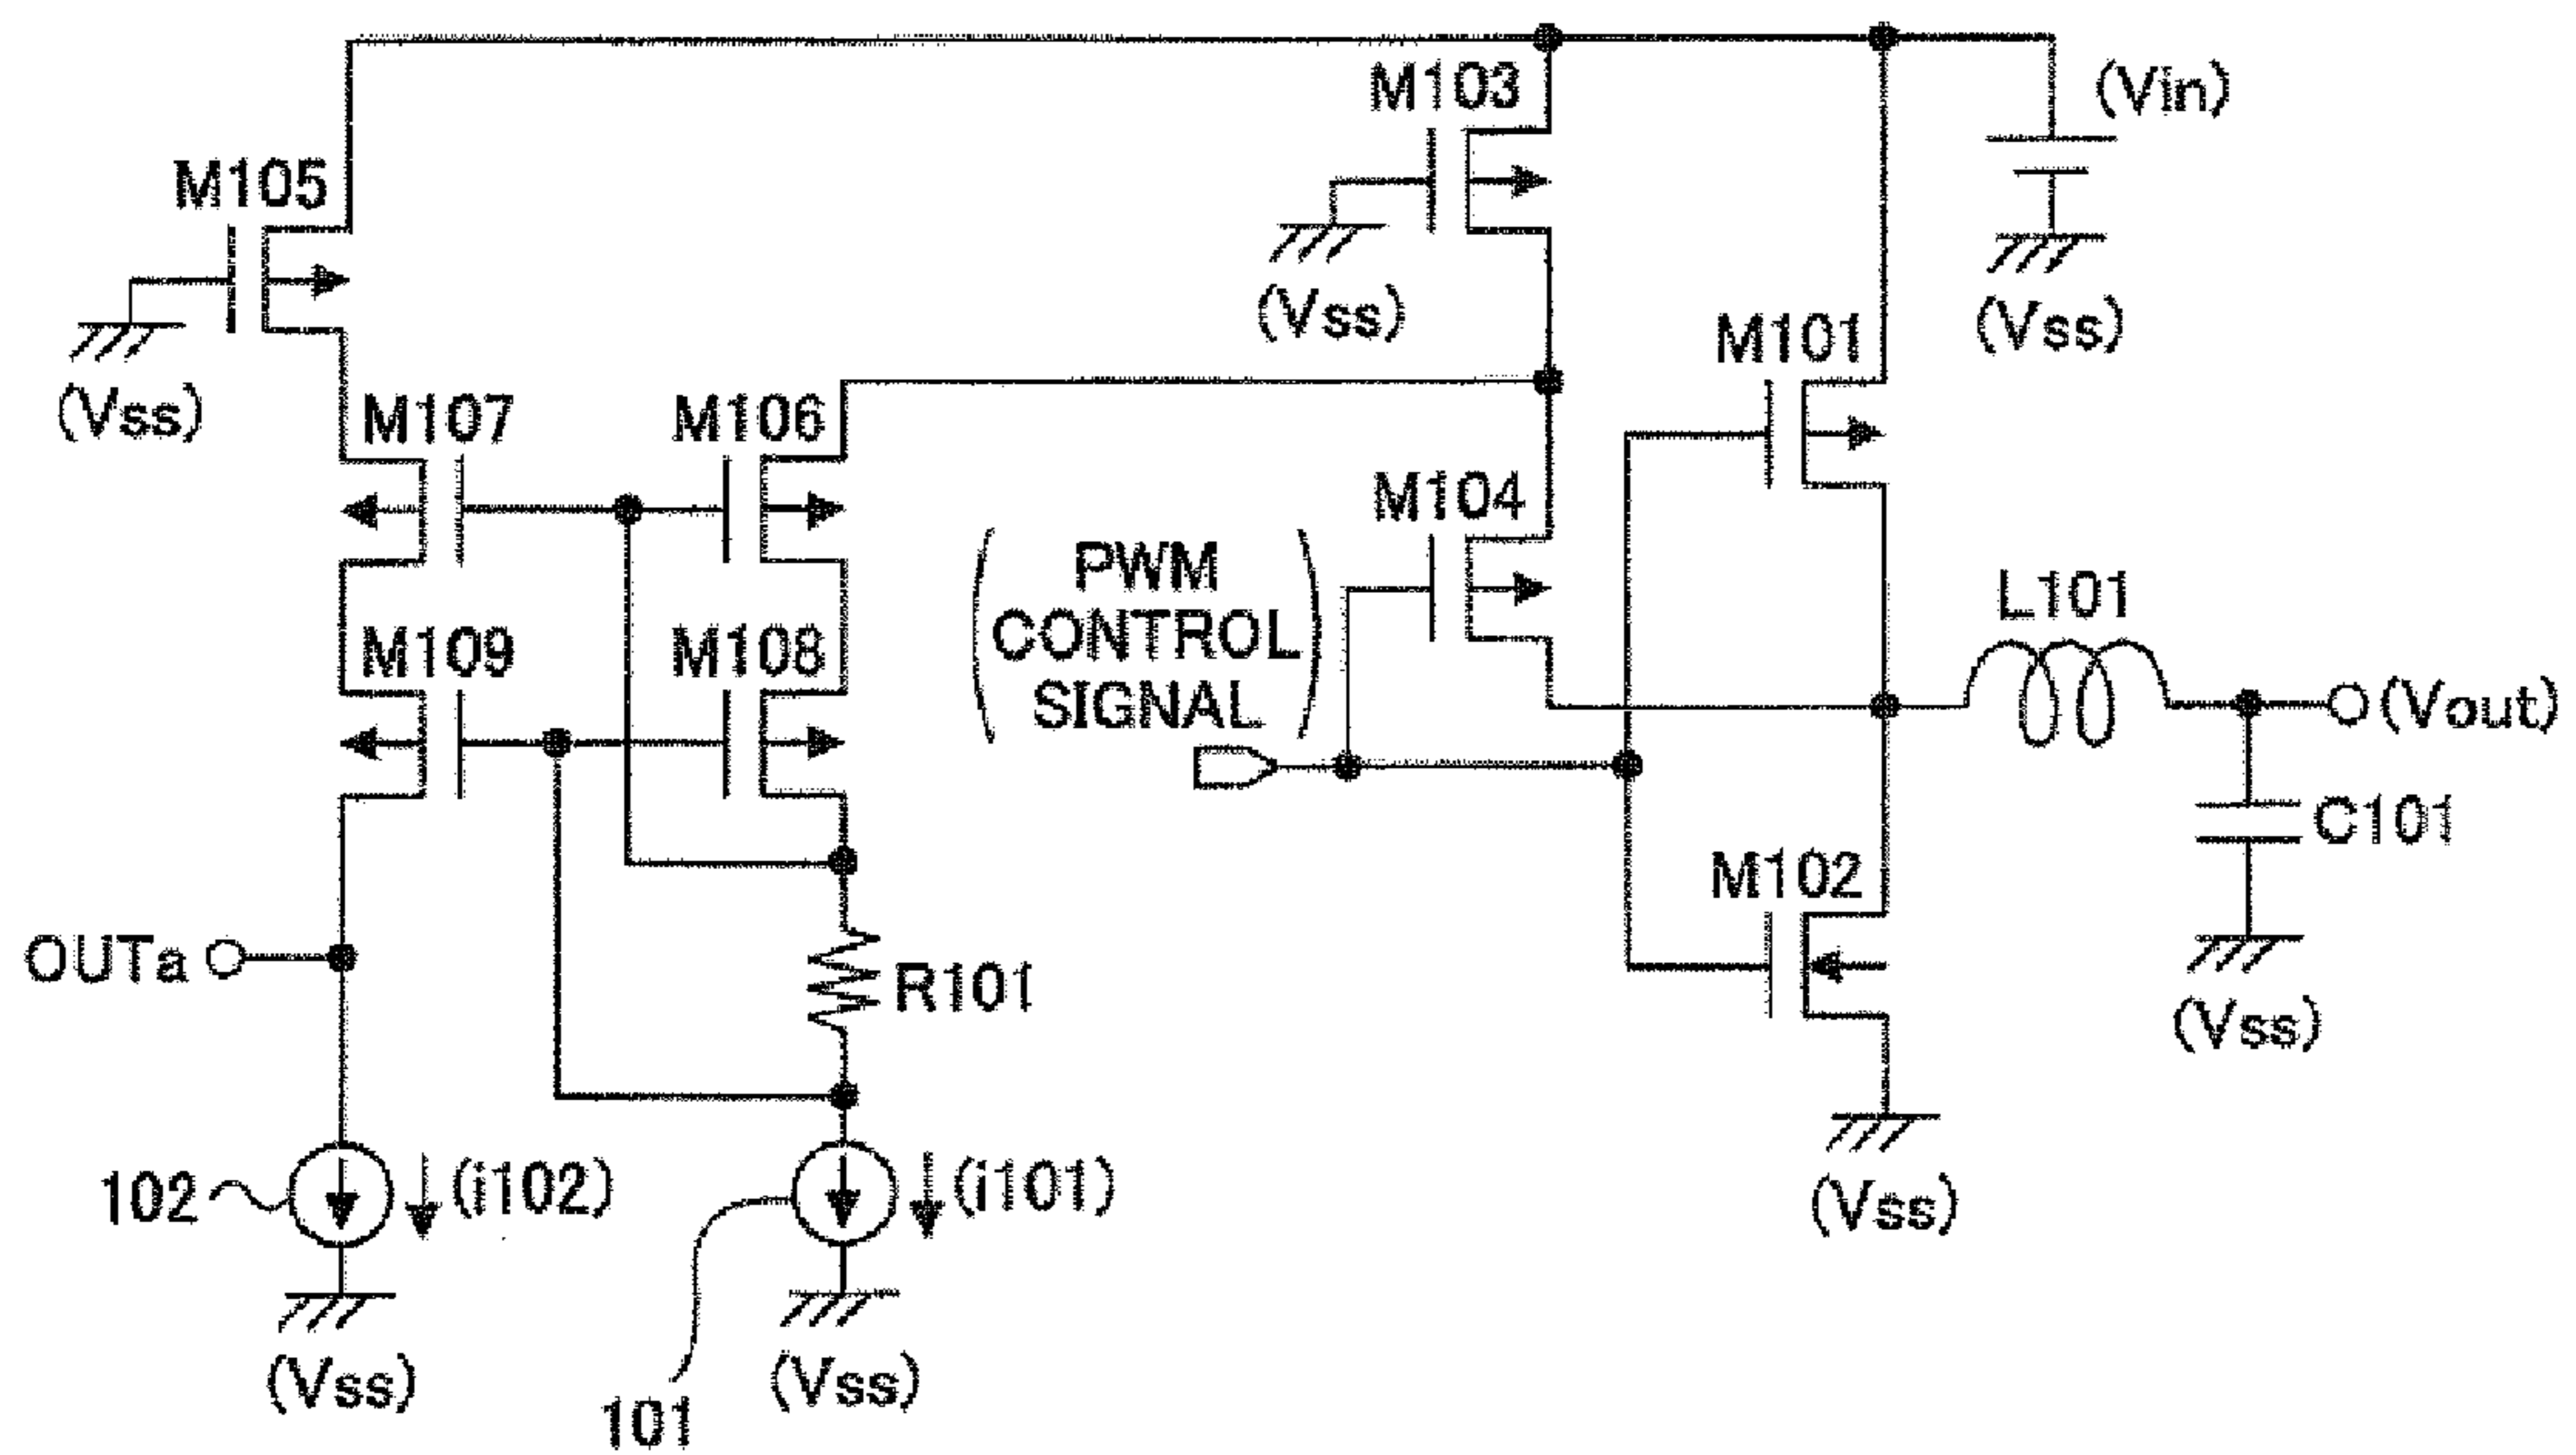 M103
(Vin)
M105
(Vss)
(Vss)
M101
(Vss)
M107
M106
M104
(PWM
CONTROL
SIGNAL)
L101
M109
M108
(Vout)
C101
M102
OUTa
R101
(Vss)
102
(i102)
(i101)
(Vss)
(Vss)
(Vss)
101